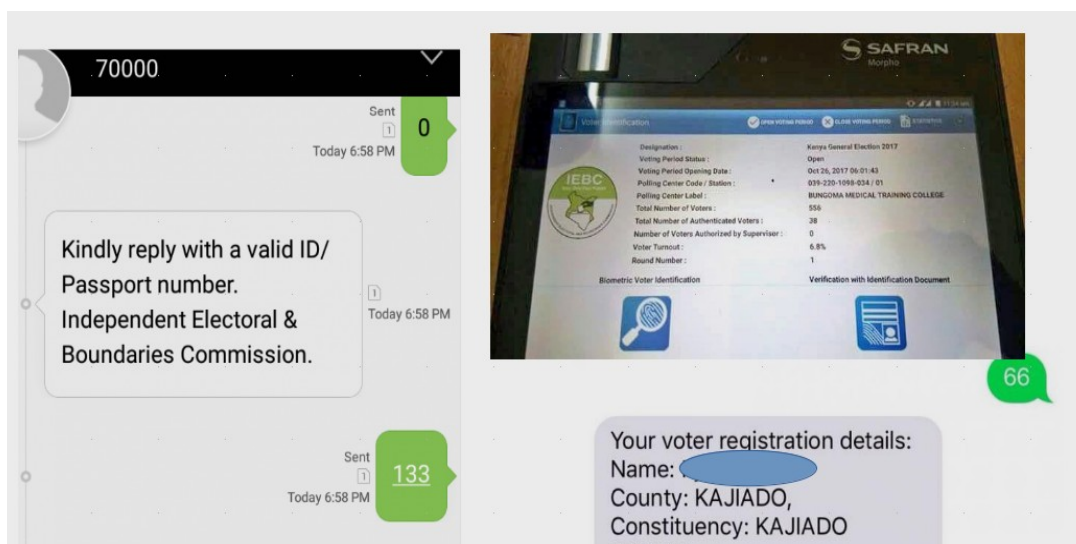 70000
Sent
0
Today 6:58 PM
Kindly reply with a valid ID/
Passport number.
Independent Electoral &
Boundaries Commission.
Today 6:58 PM
Sent
133
Today 6:58 PM
SAFRAN
Morpho
Voter Identification
OPEN VOTING PERIOD
CLOSE VOTING PERIOD
STATISTICS
IEBC
Designation : Kenya General Election 2017
Voting Period Status : Open
Voting Period Opening Date : Oct 26, 2017 06:01:43
Polling Center Code / Station : 039-220-1098-034 / 01
Polling Center Label : BUNGOMA MEDICAL TRAINING COLLEGE
Total Number of Voters : 556
Total Number of Authenticated Voters : 38
Number of Voters Authorized by Supervisor : 0
Voter Turnout : 6.8%
Round Number : 1
Biometric Voter Identification
Verification with Identification Document
66
Your voter registration details:
Name:
County: KAJIADO,
Constituency: KAJIADO